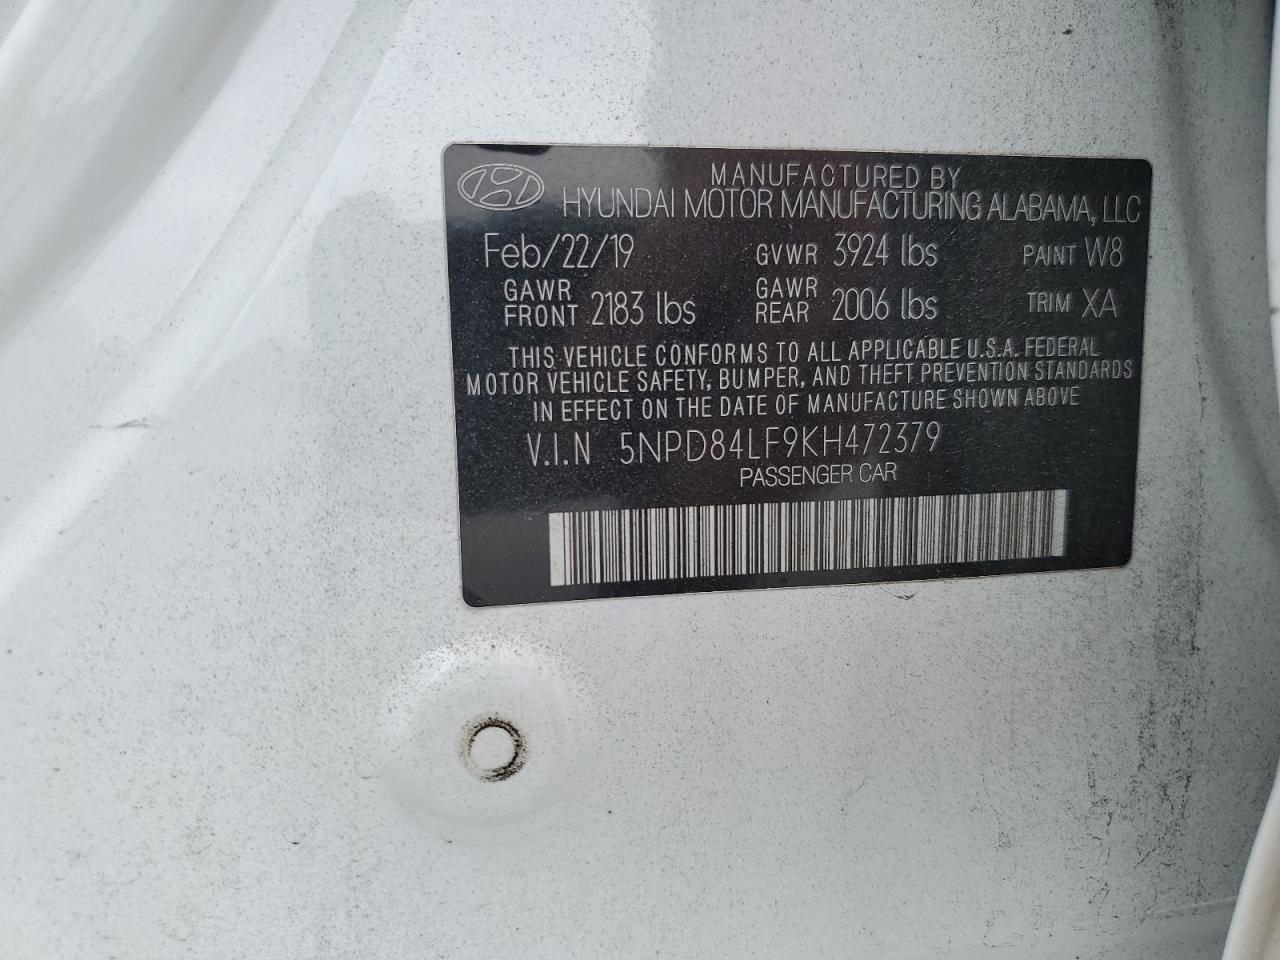 MANUFACTURED BY
HYUNDAI MOTOR MANUFACTURING ALABAMA, LLC
Feb/22/19 GVWR 3924 lbs PAINT W8
GAWR FRONT 2183 lbs GAWR REAR 2006 lbs TRIM XA
THIS VEHICLE CONFORMS TO ALL APPLICABLE U.S.A. FEDERAL
MOTOR VEHICLE SAFETY, BUMPER, AND THEFT PREVENTION STANDARDS
IN EFFECT ON THE DATE OF MANUFACTURE SHOWN ABOVE
V.I.N 5NPD84LF9KH472379
PASSENGER CAR